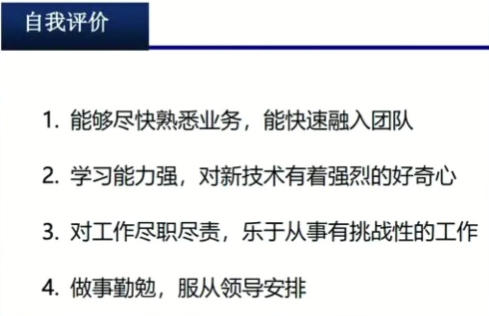 自我评价
1. 能够尽快熟悉业务，能快速融入团队
2. 学习能力强，对新技术有着强烈的好奇心
3. 对工作尽职尽责，乐于从事有挑战性的工作
4. 做事勤勉，服从领导安排